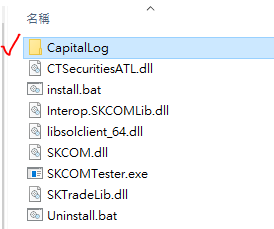 名稱
CapitalLog
CTSecuritiesATL.dll
install.bat
Interop.SKCOMLib.dll
libsolclient_64.dll
SKCOM.dll
SKCOMTester.exe
SKTradeLib.dll
Uninstall.bat